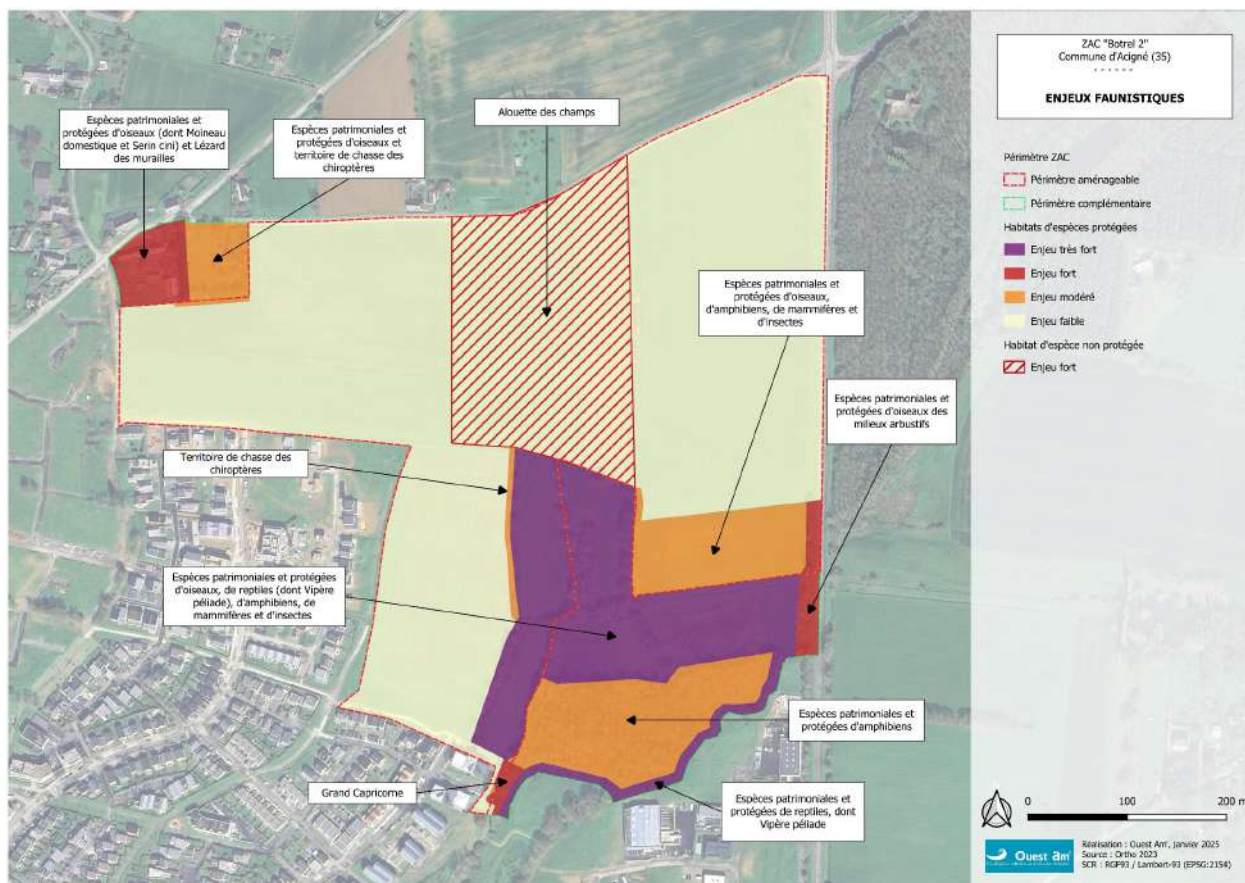 ZAC "Botrel 2"
Commune d'Acigné (35)
ENJEUX FAUNISTIQUES
Périmètre ZAC
Périmètre aménageable
Périmètre complémentaire
Habitats d'espèces protégées
Enjeu très fort
Enjeu fort
Enjeu modéré
Enjeu faible
Habitat d'espèce non protégée
Enjeu fort
Espèces patrimoniales et
protégées d'oiseaux (dont Moineau
domestique et Serin cini) et Lézard
des murailles
Espèces patrimoniales et
protégées d'oiseaux et
territoire de chasse des
chiroptères
Alouette des champs
Espèces patrimoniales et
protégées d'oiseaux,
d'amphibiens, de mammifères et
d'insectes
Espèces patrimoniales et
protégées d'oiseaux des
milieux arbustifs
Territoire de chasse des
chiroptères
Espèces patrimoniales et protégées
d'oiseaux, de reptiles (dont Vipère
péliade), d'amphibiens, de
mammifères et d'insectes
Espèces patrimoniales et
protégées d'amphibiens
Grand Capricorne
Espèces patrimoniales et
protégées de reptiles, dont
Vipère péliade
0 100 200 m
Ouest am'
Réalisation : Ouest Am', Janvier 2025
Source : Ortho 2023
SCR : RGF93 / Lambert-93 (EPSG:2154)